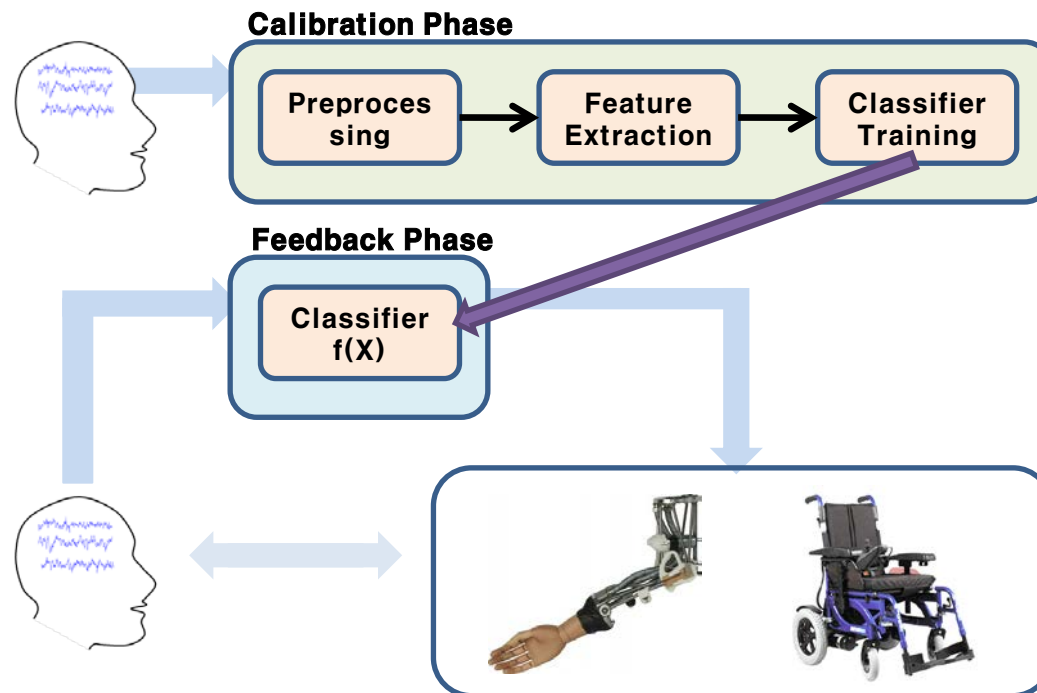 Calibration Phase
Preproces
sing
Feature
Extraction
Classifier
Training
Feedback Phase
Classifier
f(X)